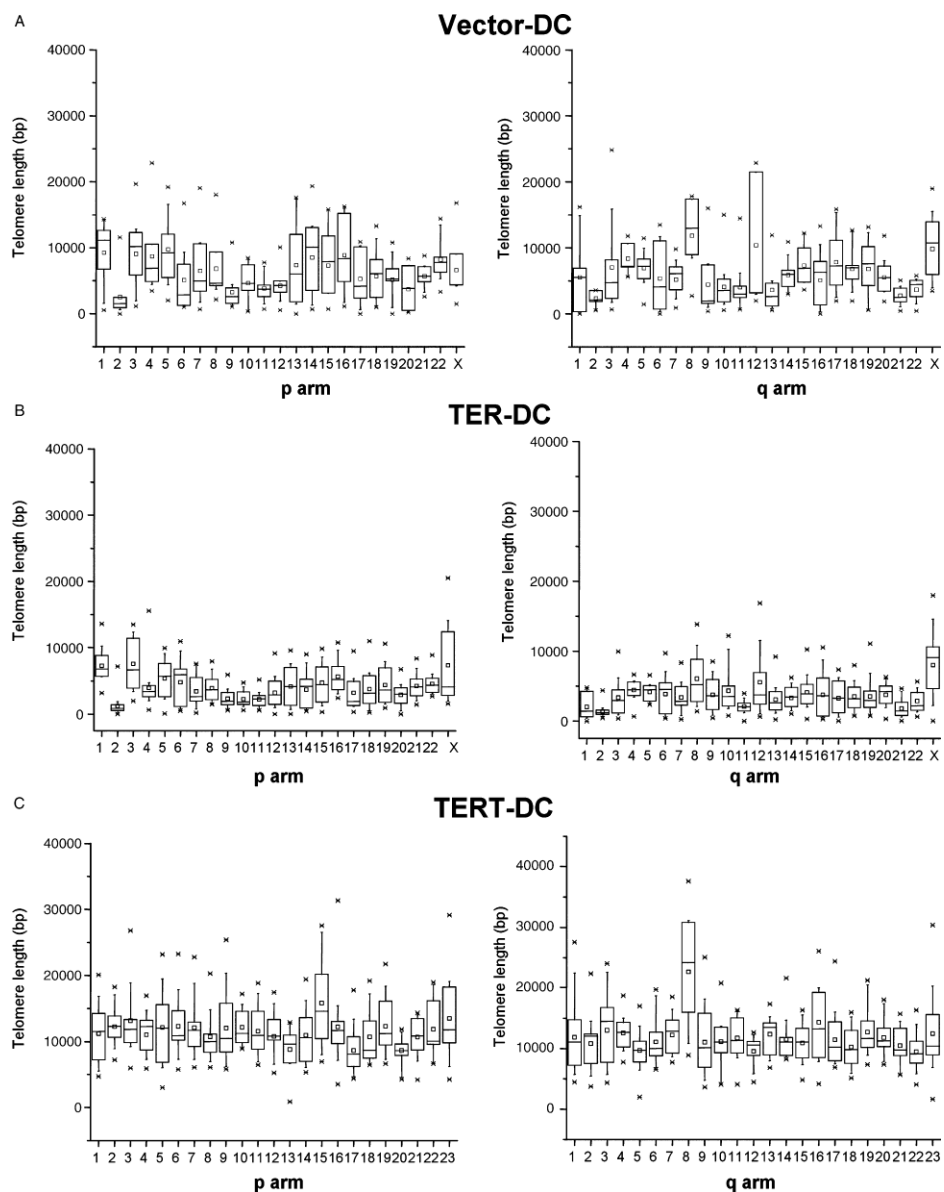 A
Vector-DC
Telomere length (bp)
40000
30000
20000
10000
0
1 2 3 4 5 6 7 8 9 10 11 12 13 14 15 16 17 18 19 20 21 22 X
p arm
Telomere length (bp)
40000
30000
20000
10000
0
1 2 3 4 5 6 7 8 9 10 11 12 13 14 15 16 17 18 19 20 21 22 X
q arm
B
TER-DC
Telomere length (bp)
40000
30000
20000
10000
0
1 2 3 4 5 6 7 8 9 10 11 12 13 14 15 16 17 18 19 20 21 22 X
p arm
Telomere length (bp)
40000
30000
20000
10000
0
1 2 3 4 5 6 7 8 9 10 11 12 13 14 15 16 17 18 19 20 21 22 X
q arm
C
TERT-DC
Telomere length (bp)
40000
30000
20000
10000
0
1 2 3 4 5 6 7 8 9 10 11 12 13 14 15 16 17 18 19 20 21 22 23
p arm
Telomere length (bp)
40000
30000
20000
10000
0
1 2 3 4 5 6 7 8 9 10 11 12 13 14 15 16 17 18 19 20 21 22 23
q arm